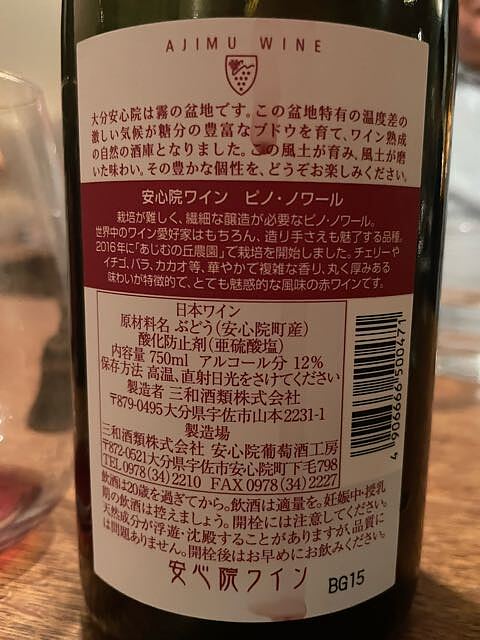 AJIMU WINE
大分安心院は霧の盆地です。この盆地特有の温度差の
激しい気候が糖分の豊富なブドウを育て、ワイン熟成
の自然の酒庫となりました。この風土が育み、風土が磨
いた味わい。その豊かな個性を、どうぞお楽しみください。
安心院ワイン ピノ・ノワール
栽培が難しく、繊細な醸造が必要なピノ・ノワール。
世界中のワイン愛好家はもちろん、造り手さえも魅了する品種。
2016年に「あじむの丘農園」で栽培を開始しました。チェリーや
イチゴ、バラ、カカオ等、華やかで複雑な香り、丸く厚みある
味わいが特徴的で、とても魅惑的な風味の赤ワインです。
日本ワイン
原材料名 ぶどう(安心院町産)
酸化防止剤(亜硫酸塩)
内容量 750ml アルコール分 12%
保存方法 高温、直射日光をさけてください
製造者 三和酒類株式会社
〒879-0495大分県宇佐市山本2231-1
製造場
三和酒類株式会社 安心院葡萄酒工房
〒872-0521大分県宇佐市安心院町下毛798
TEL 0978(34)2210 FAX 0978(34)2227
飲酒は20歳を過ぎてから。飲酒は適量を。妊娠中・授乳
期の飲酒は控えましょう。開栓には注意してください。
天然成分が浮遊・沈殿することがありますが、品質に
は問題ありません。開栓後はお早めにお飲みください。
安心院ワイン BG15